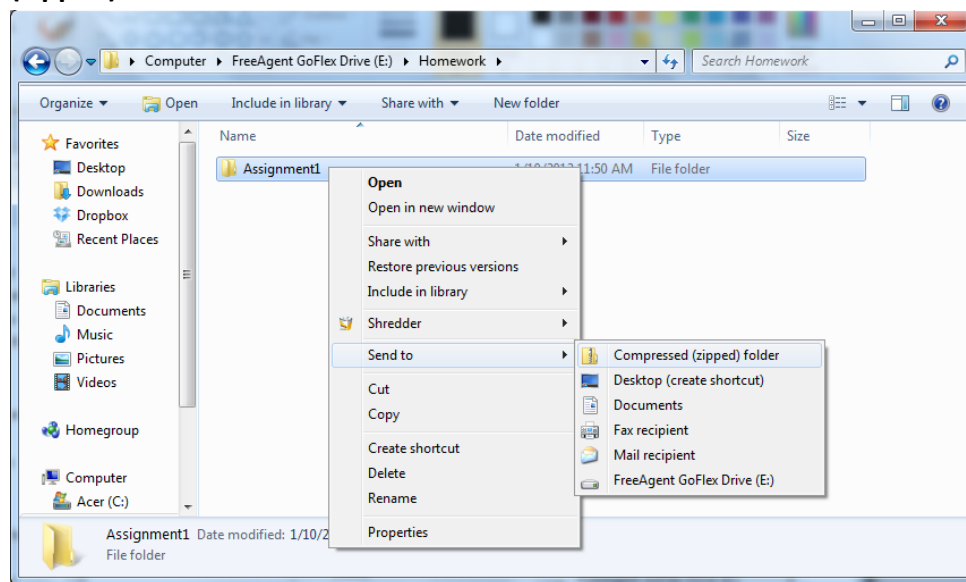 Computer ▸ FreeAgent GoFlex Drive (E:) ▸ Homework ▸
Search Homework
Organize ▼ Open Include in library ▼ Share with ▼ New folder
Name Date modified Type Size
Favorites
Desktop
Downloads
Dropbox
Recent Places
Libraries
Documents
Music
Pictures
Videos
Homegroup
Computer
Acer (C:)
Assignment1 11:50 AM File folder
Open
Open in new window
Share with
Restore previous versions
Include in library
Shredder
Send to
Cut
Copy
Create shortcut
Delete
Rename
Properties
Compressed (zipped) folder
Desktop (create shortcut)
Documents
Fax recipient
Mail recipient
FreeAgent GoFlex Drive (E:)
Assignment1 Date modified: 1/10/2
File folder